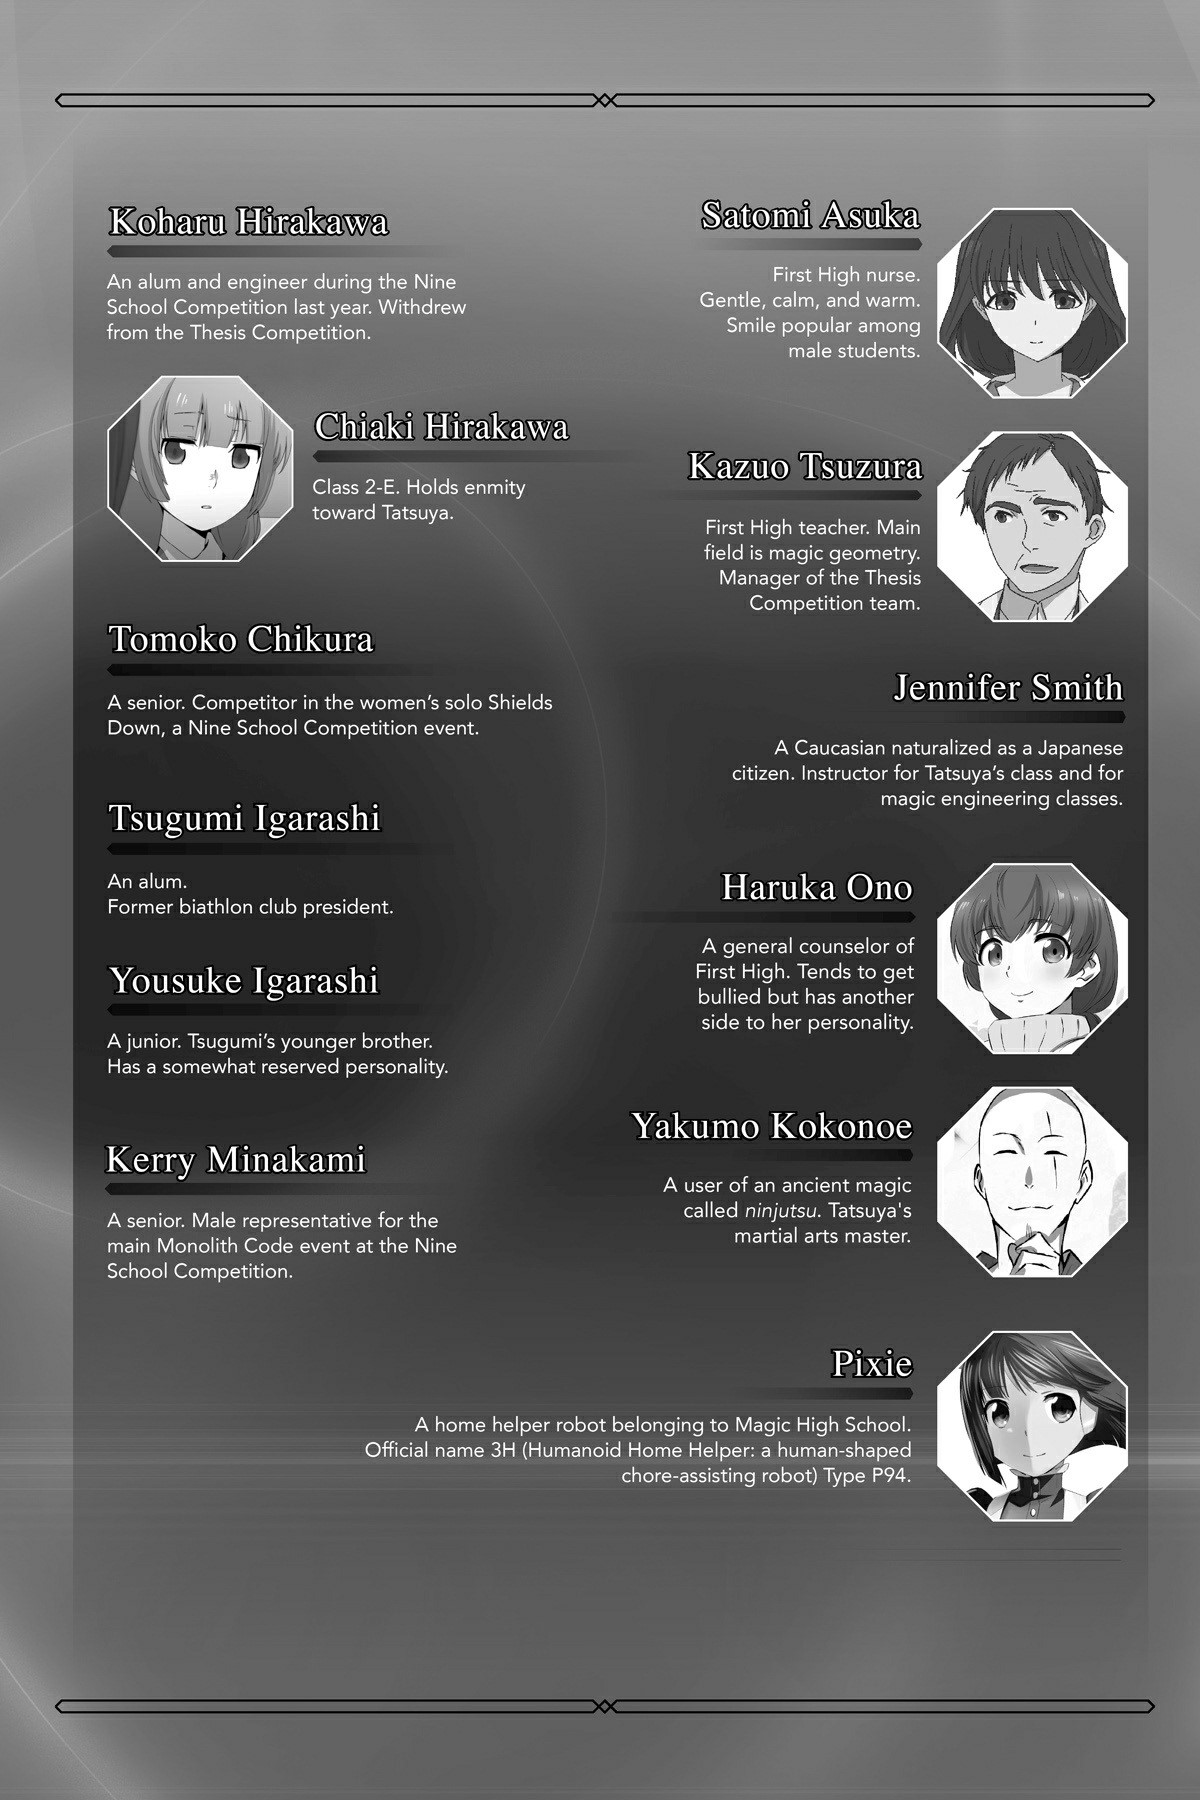 Koharu Hirakawa
An alum and engineer during the Nine
School Competition last year. Withdrew
from the Thesis Competition.
Chiaki Hirakawa
Class 2-E. Holds enmity
toward Tatsuya.
Tomoko Chikura
A senior. Competitor in the women’s solo Shields
Down, a Nine School Competition event.
Tsugumi Igarashi
An alum.
Former biathlon club president.
Yousuke Igarashi
A junior. Tsugumi’s younger brother.
Has a somewhat reserved personality.
Kerry Minakami
A senior. Male representative for the
main Monolith Code event at the Nine
School Competition.
Satomi Asuka
First High nurse.
Gentle, calm, and warm.
Smile popular among
male students.
Kazuo Tsuzura
First High teacher. Main
field is magic geometry.
Manager of the Thesis
Competition team.
Jennifer Smith
A Caucasian naturalized as a Japanese
citizen. Instructor for Tatsuya’s class and for
magic engineering classes.
Haruka Ono
A general counselor of
First High. Tends to get
bullied but has another
side to her personality.
Yakumo Kokonoe
A user of an ancient magic
called ninjutsu. Tatsuya's
martial arts master.
Pixie
A home helper robot belonging to Magic High School.
Official name 3H (Humanoid Home Helper: a human-shaped
chore-assisting robot) Type P94.